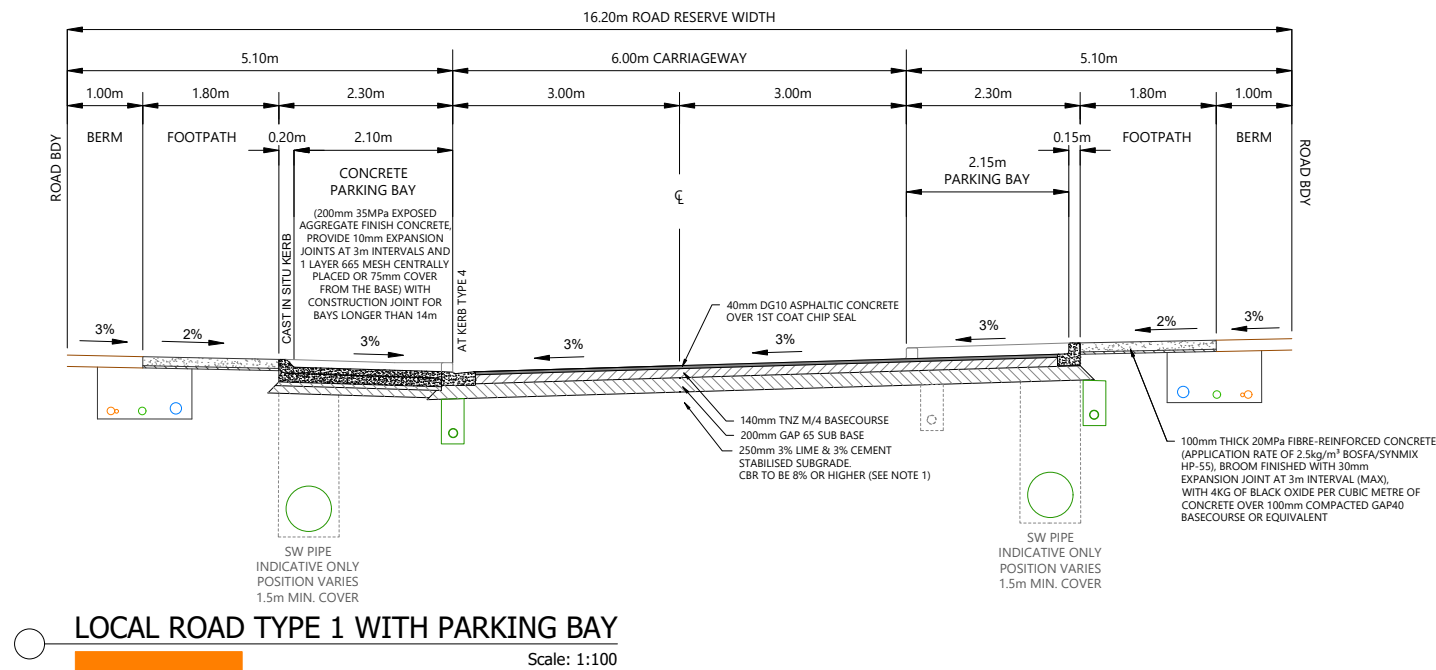 16.20m ROAD RESERVE WIDTH
5.10m
6.00m CARRIAGEWAY
5.10m
1.00m
1.80m
2.30m
3.00m
3.00m
2.30m
1.80m
1.00m
ROAD BDY
BERM
FOOTPATH
0.20m
2.10m
0.15m
FOOTPATH
BERM
ROAD BDY
CONCRETE
PARKING BAY
(200mm 35MPa EXPOSED
AGGREGATE FINISH CONCRETE,
PROVIDE 10mm EXPANSION
JOINTS AT 3m INTERVALS AND
1 LAYER 665 MESH CENTRALLY
PLACED OR 75mm COVER
FROM THE BASE) WITH
CONSTRUCTION JOINT FOR
BAYS LONGER THAN 14m
CAST IN SITU KERB
AT KERB TYPE 4
℄
2.15m
PARKING BAY
40mm DG10 ASPHALTIC CONCRETE
OVER 1ST COAT CHIP SEAL
3%
2%
3%
3%
3%
3%
2%
3%
140mm TNZ M/4 BASECOURSE
200mm GAP 65 SUB BASE
250mm 3% LIME & 3% CEMENT
STABILISED SUBGRADE.
CBR TO BE 8% OR HIGHER (SEE NOTE 1)
100mm THICK 20MPa FIBRE-REINFORCED CONCRETE
(APPLICATION RATE OF 2.5kg/m³ BOSFA/SYNMIX
HP-55), BROOM FINISHED WITH 30mm
EXPANSION JOINT AT 3m INTERVAL (MAX),
WITH 4KG OF BLACK OXIDE PER CUBIC METRE OF
CONCRETE OVER 100mm COMPACTED GAP40
BASECOURSE OR EQUIVALENT
SW PIPE
INDICATIVE ONLY
POSITION VARIES
1.5m MIN. COVER
SW PIPE
INDICATIVE ONLY
POSITION VARIES
1.5m MIN. COVER
LOCAL ROAD TYPE 1 WITH PARKING BAY
Scale: 1:100